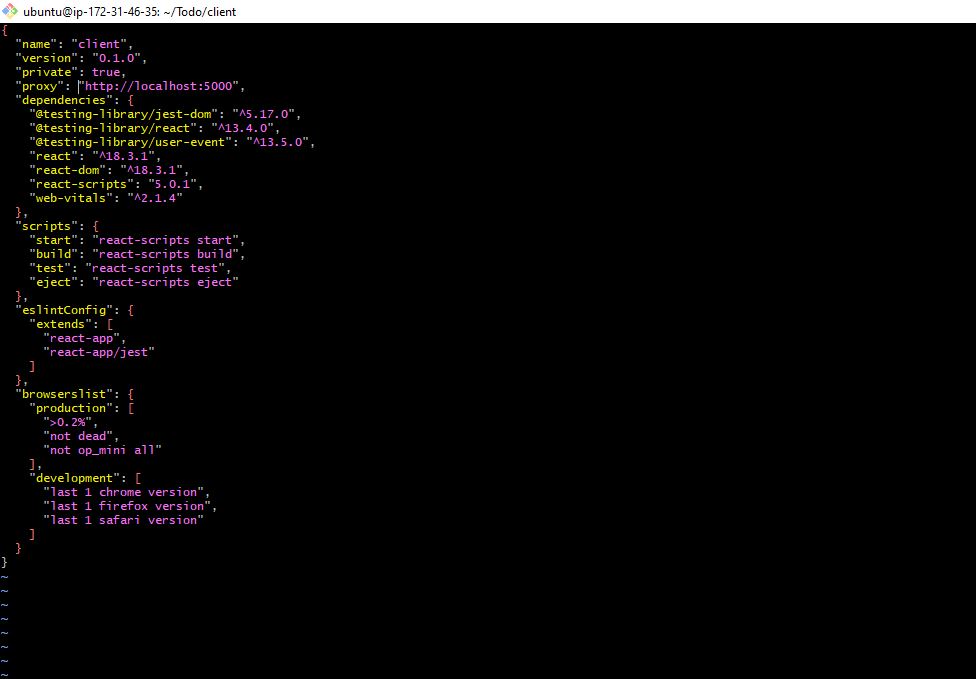 ubuntu@ip-172-31-46-35: ~/Todo/client
{
  "name": "client",
  "version": "0.1.0",
  "private": true,
  "proxy": "http://localhost:5000",
  "dependencies": {
    "@testing-library/jest-dom": "^5.17.0",
    "@testing-library/react": "^13.4.0",
    "@testing-library/user-event": "^13.5.0",
    "react": "^18.3.1",
    "react-dom": "^18.3.1",
    "react-scripts": "5.0.1",
    "web-vitals": "^2.1.4"
  },
  "scripts": {
    "start": "react-scripts start",
    "build": "react-scripts build",
    "test": "react-scripts test",
    "eject": "react-scripts eject"
  },
  "eslintConfig": {
    "extends": [
      "react-app",
      "react-app/jest"
    ]
  },
  "browserslist": {
    "production": [
      ">0.2%",
      "not dead",
      "not op_mini all"
    ],
    "development": [
      "last 1 chrome version",
      "last 1 firefox version",
      "last 1 safari version"
    ]
  }
}
~
~
~
~
~
~
~
~